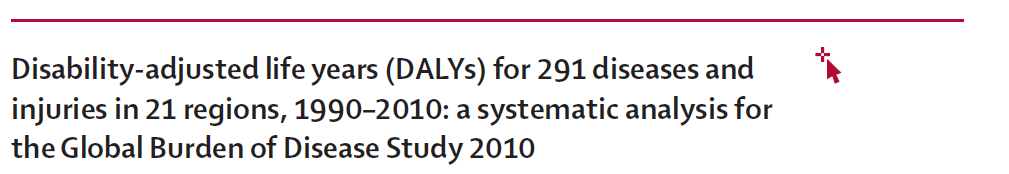 Disability-adjusted life years (DALYs) for 291 diseases and
injuries in 21 regions, 1990–2010: a systematic analysis for
the Global Burden of Disease Study 2010